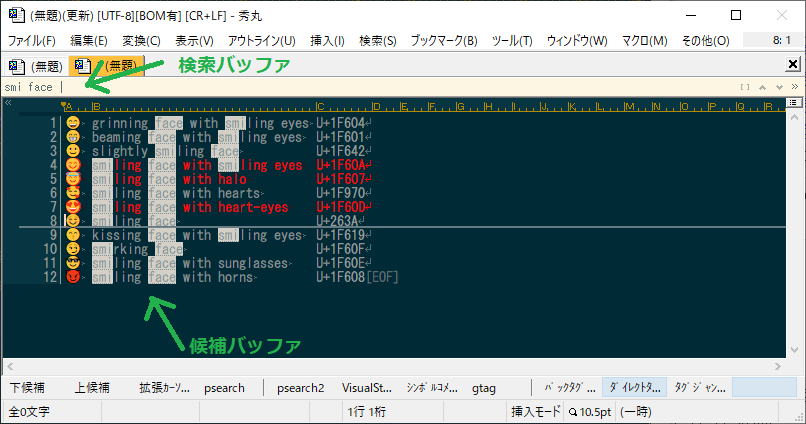 (無題)(更新) [UTF-8][BOM有] [CR+LF] - 秀丸
ファイル(F) 編集(E) 変換(C) 表示(V) アウトライン(U) 挿入(I) 検索(S) ブックマーク(B) ツール(T) ウィンドウ(W) マクロ(M) その他(O) 8: 1
(無題) (無題) 検索バッファ
smi face
A B C D E F G H I J K L M N O P Q R
1 😄 grinning face with smiling eyes U+1F604
2 😁 beaming face with smiling eyes U+1F601
3 🙂 slightly smiling face U+1F642
4 😊 smiling face with smiling eyes U+1F60A
5 😇 smiling face with halo U+1F607
6 🥰 smiling face with hearts U+1F970
7 😍 smiling face with heart-eyes U+1F60D
8 ☺ smiling face U+263A
9 😙 kissing face with smiling eyes U+1F619
10 😏 smirking face U+1F60F
11 😎 smiling face with sunglasses U+1F60E
12 😈 smiling face with horns U+1F608[EOF]
候補バッファ
下候補 上候補 拡張カーソ... psearch psearch2 VisualSt... シンボルコメ... gtag バックタグ... ダイレクトタ... タグジャン...
全0文字 1行 1桁 挿入モード 10.5pt (一時)